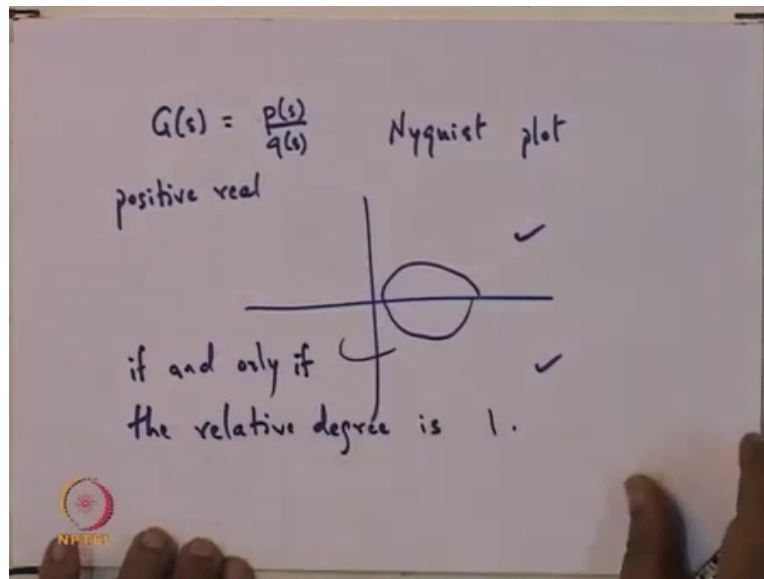 G(s) = p(s)/q(s) Nyquist plot
positive real
if and only if
the relative degree is 1.
NPTEL